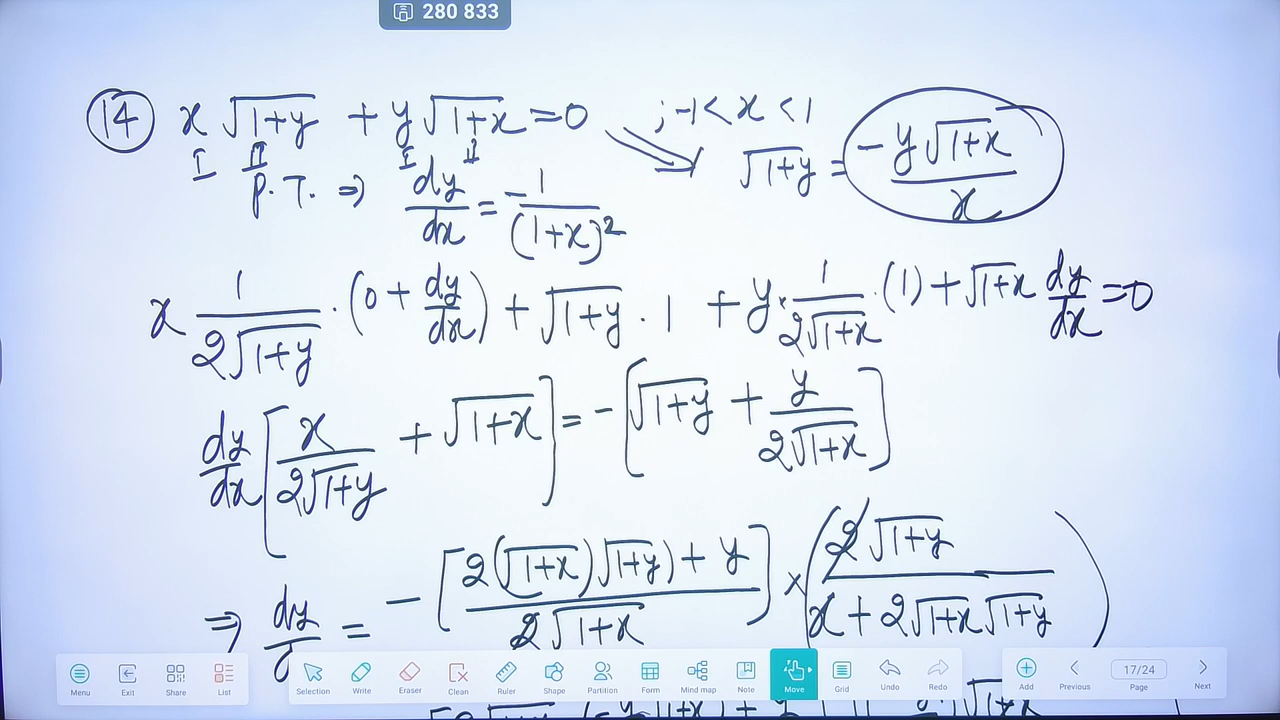 280 833
(14) x √(1+y) + y √(1+x) = 0 ; -1 < x < 1
I II I II
√(1+y) = -y√(1+x)/x
P.T. ⇒ dy/dx = -1/(1+x)²
x 1/(2√(1+y)) · (0 + dy/dx) + √(1+y) · 1 + y · 1/(2√(1+x)) · (1) + √(1+x) dy/dx = 0
dy/dx [x/(2√(1+y)) + √(1+x)] = -[√(1+y) + y/(2√(1+x))]
⇒ dy/ = -[(2(√(1+x))√(1+y)) + y)/(2√(1+x))] × (2√(1+y)/(x + 2√(1+x)√(1+y)))
Menu Exit Share List Selection Write Eraser Clean Ruler Shape Partition Form Mind map Note Move Grid Undo Redo Add Previous 17/24 Page Next